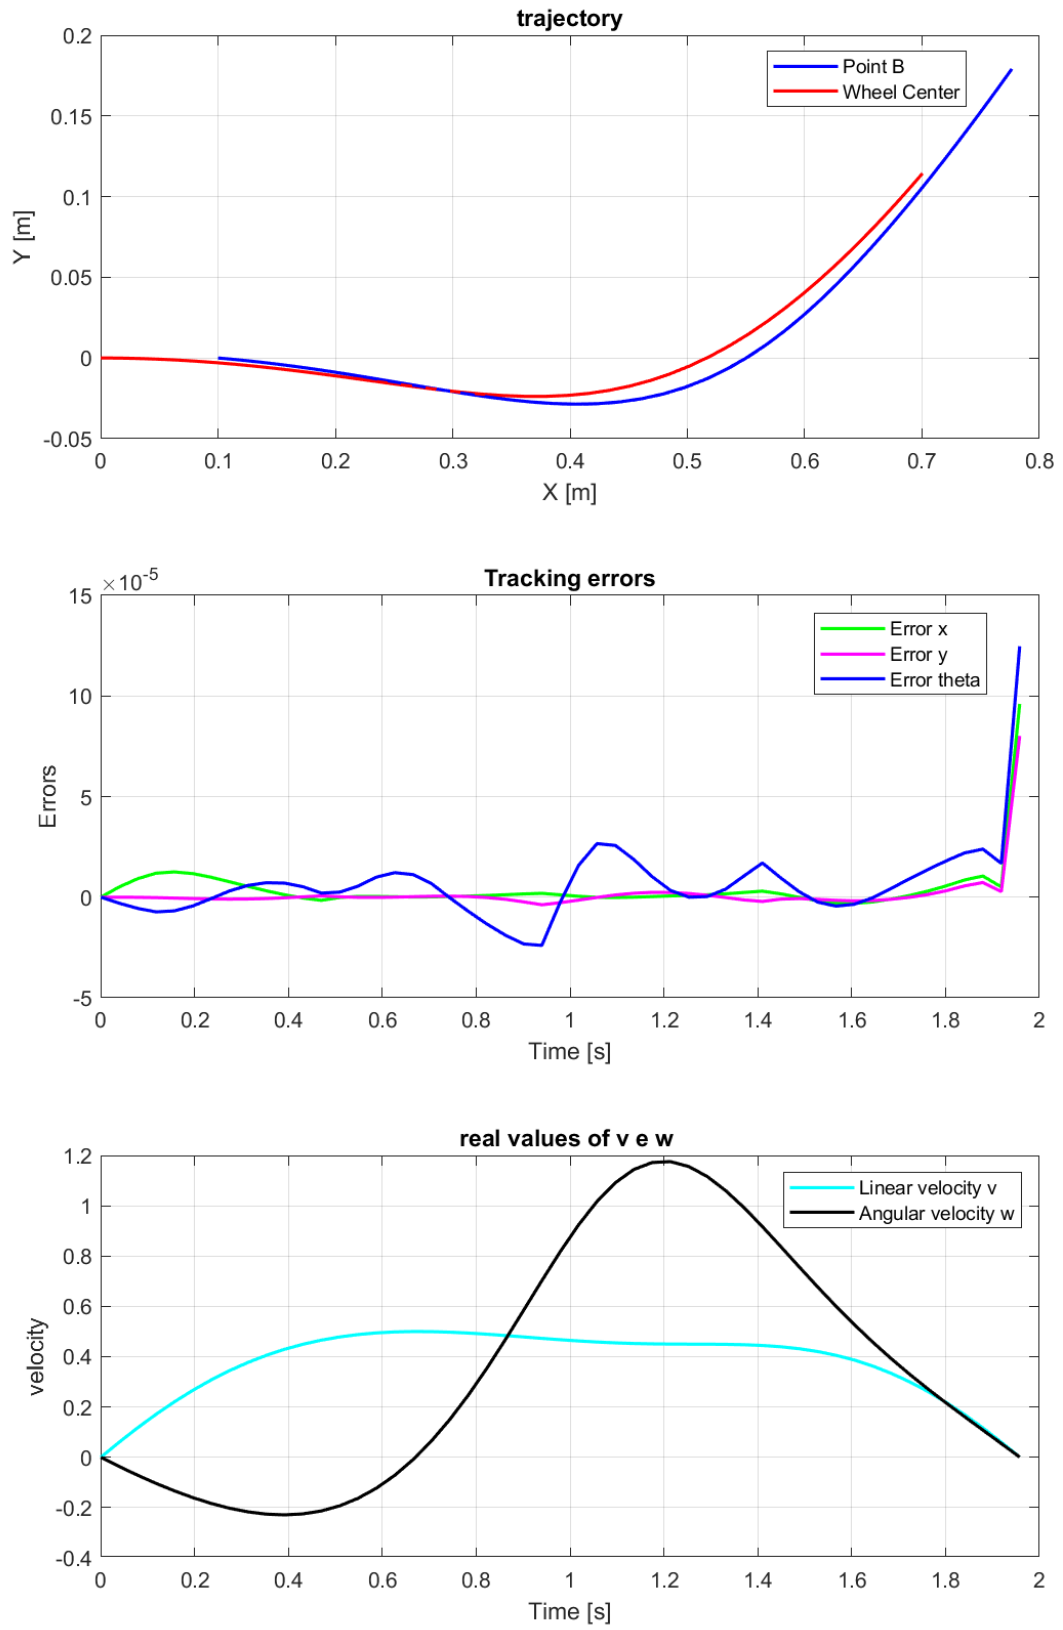 trajectory
0.2
0.15
0.1
0.05
0
-0.05
Y [m]
Point B
Wheel Center
0 0.1 0.2 0.3 0.4 0.5 0.6 0.7 0.8
X [m]
Tracking errors
×10-5
15
10
5
0
-5
Errors
Error x
Error y
Error theta
0 0.2 0.4 0.6 0.8 1 1.2 1.4 1.6 1.8 2
Time [s]
real values of v e w
1.2
1
0.8
0.6
0.4
0.2
0
-0.2
-0.4
velocity
Linear velocity v
Angular velocity w
0 0.2 0.4 0.6 0.8 1 1.2 1.4 1.6 1.8 2
Time [s]